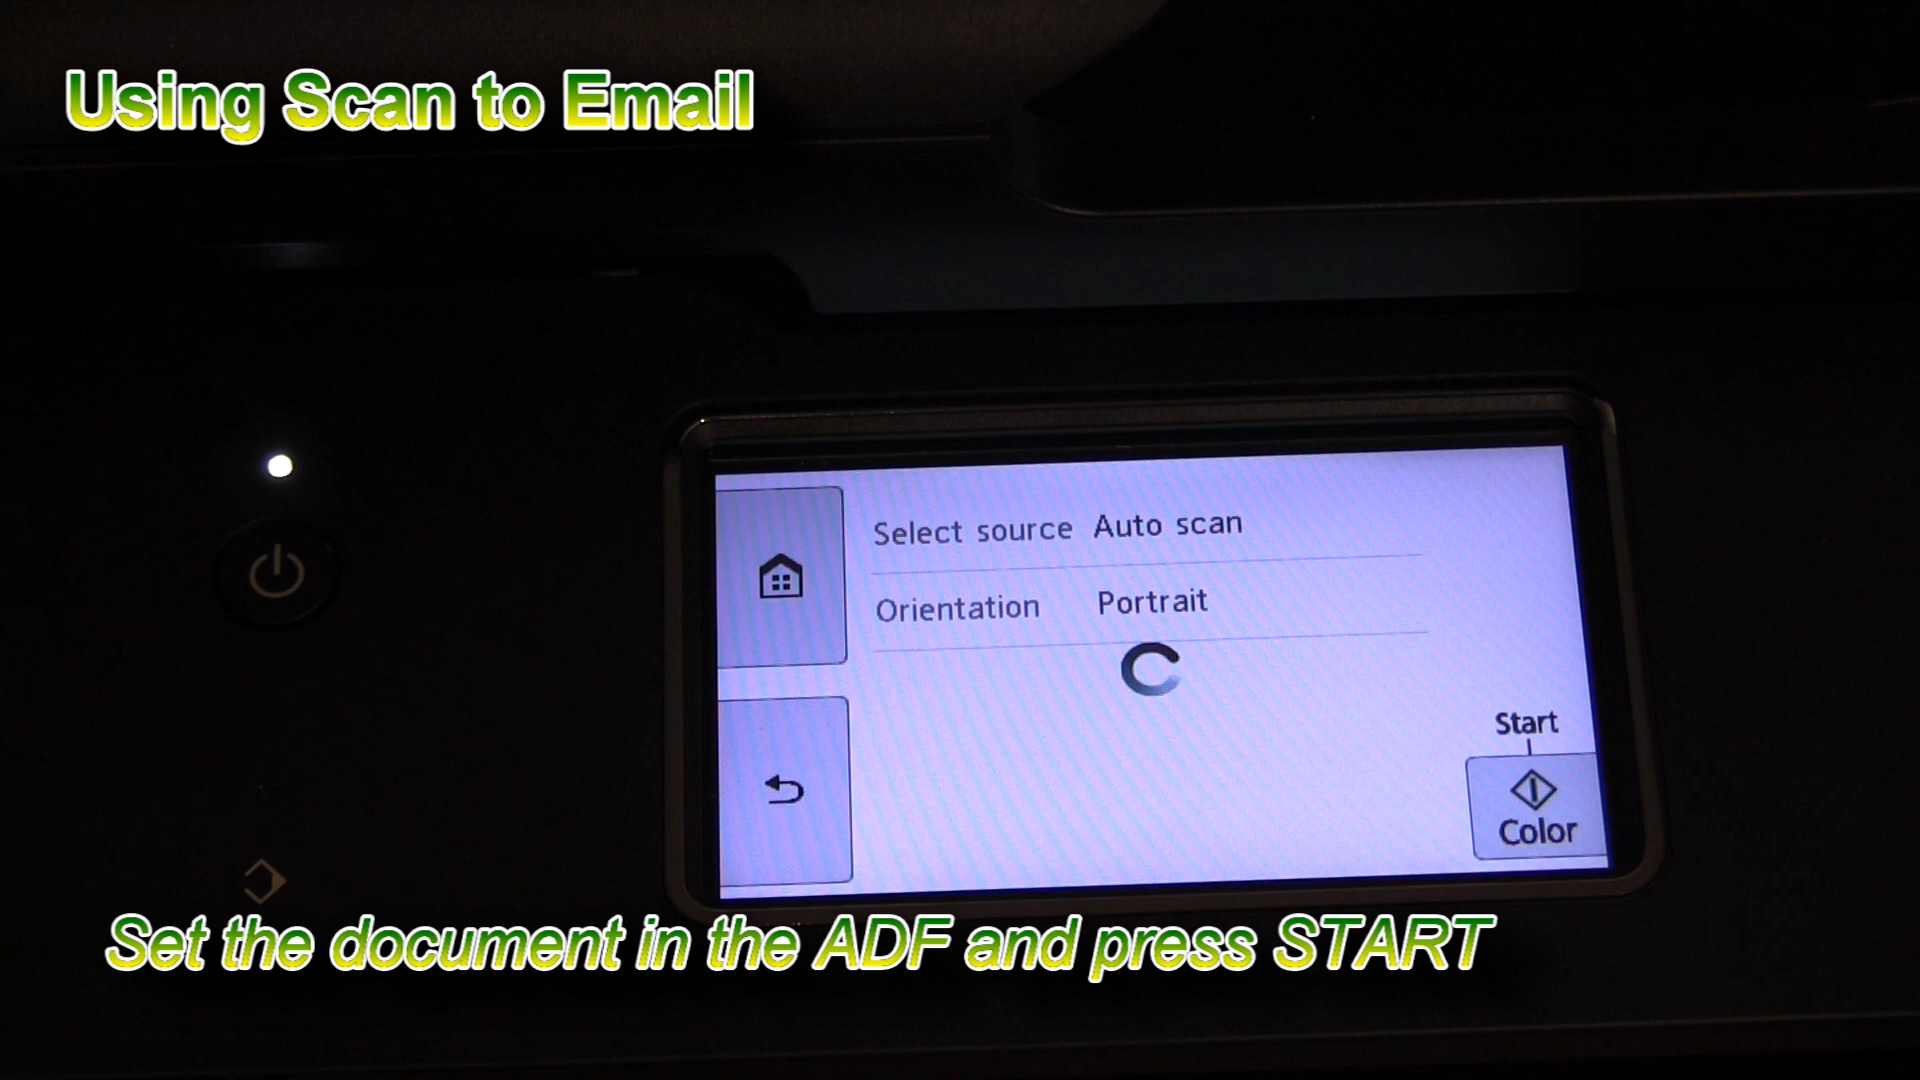 Using Scan to Email
Select source Auto scan
Orientation Portrait
Start
Color
Set the document in the ADF and press START